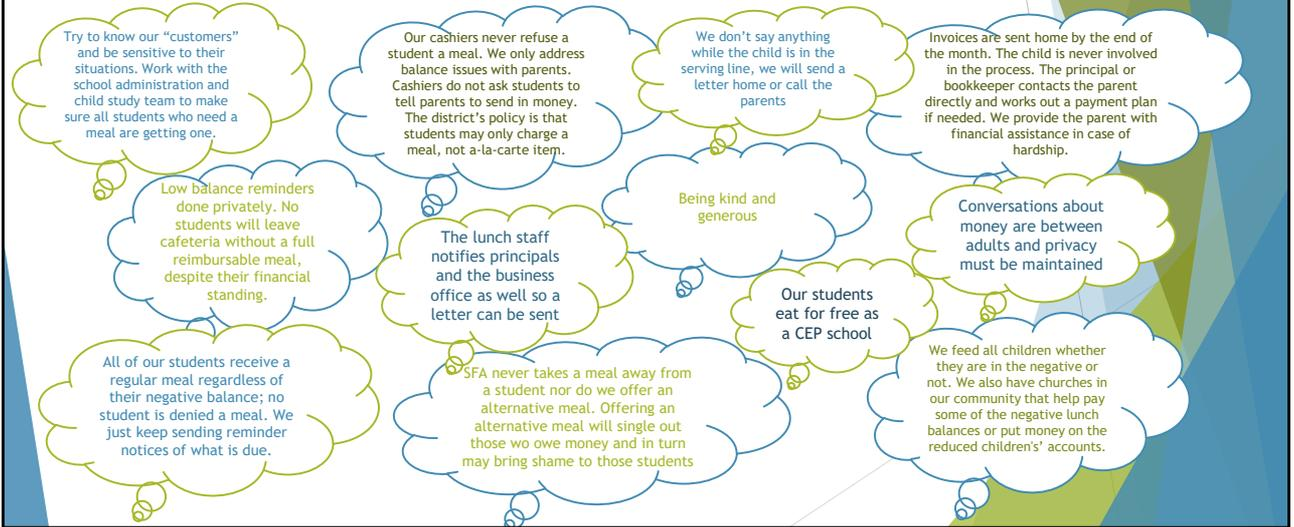 Try to know our “customers”
and be sensitive to their
situations. Work with the
school administration and
child study team to make
sure all students who need a
meal are getting one.
Our cashiers never refuse a
student a meal. We only address
balance issues with parents.
Cashiers do not ask students to
tell parents to send in money.
The district’s policy is that
students may only charge a
meal, not a-la-carte item.
We don’t say anything
while the child is in the
serving line, we will send a
letter home or call the
parents
Invoices are sent home by the end of
the month. The child is never involved
in the process. The principal or
bookkeeper contacts the parent
directly and works out a payment plan
if needed. We provide the parent with
financial assistance in case of
hardship.
Low balance reminders
done privately. No
students will leave
cafeteria without a full
reimbursable meal,
despite their financial
standing.
The lunch staff
notifies principals
and the business
office as well so a
letter can be sent
Being kind and
generous
Conversations about
money are between
adults and privacy
must be maintained
Our students
eat for free as
a CEP school
All of our students receive a
regular meal regardless of
their negative balance; no
student is denied a meal. We
just keep sending reminder
notices of what is due.
SFA never takes a meal away from
a student nor do we offer an
alternative meal. Offering an
alternative meal will single out
those wo owe money and in turn
may bring shame to those students
We feed all children whether
they are in the negative or
not. We also have churches in
our community that help pay
some of the negative lunch
balances or put money on the
reduced children's’ accounts.